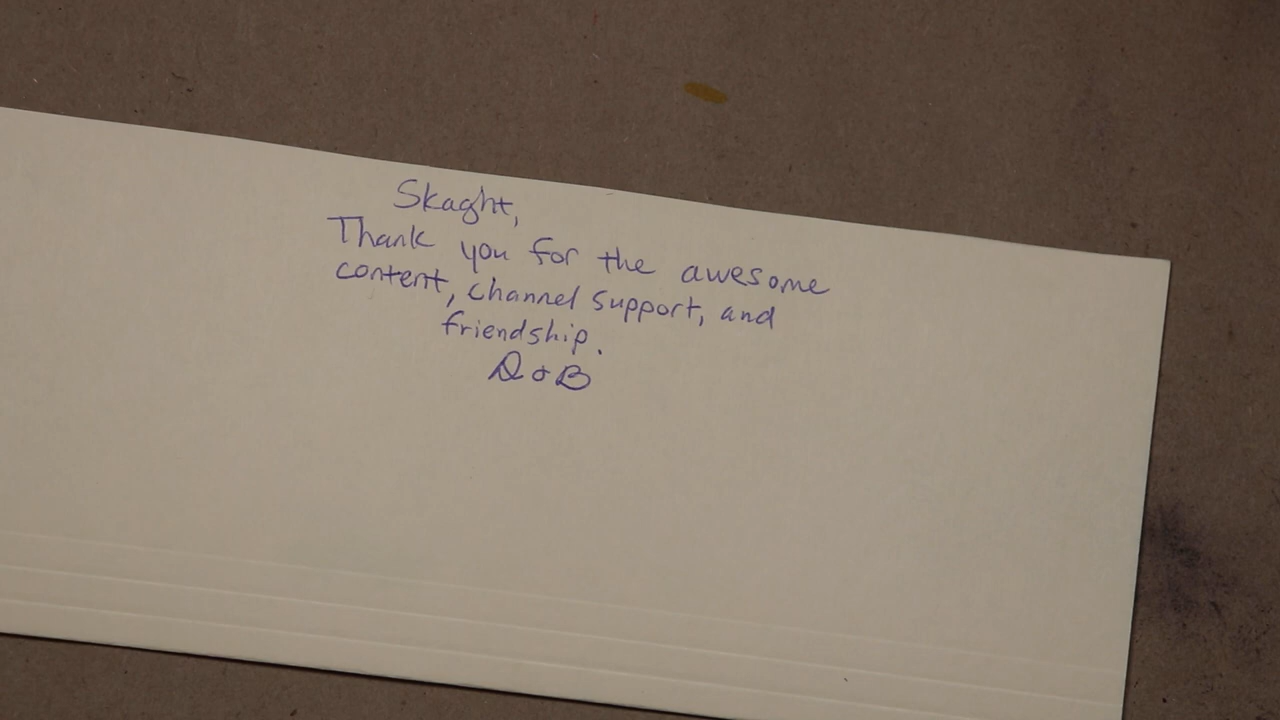 Skaght,
Thank you for the awesome
content, channel support, and
friendship.
D & B